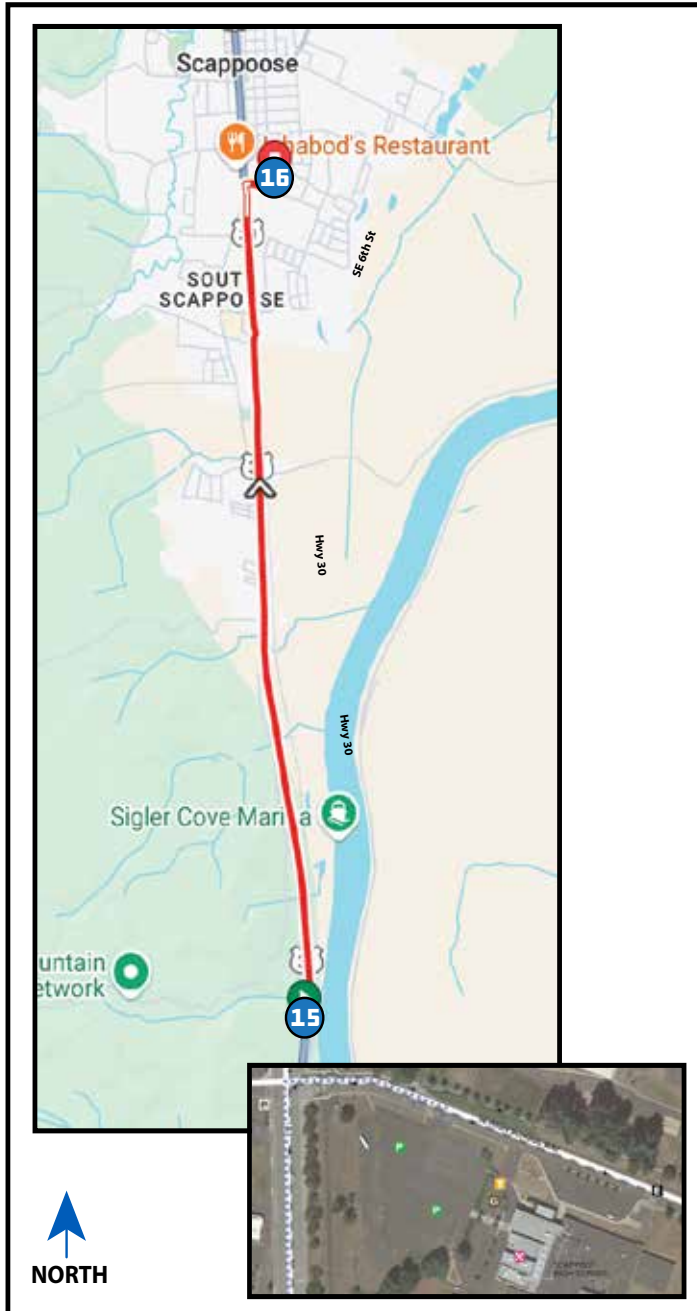 Scappoose
habod's Restaurant
16
SE 6th St
SOUT
SCAPPO SE
Hwy 30
Hwy 30
Sigler Cove Mari a
untain
etwork
15
P
P
G
NORTH